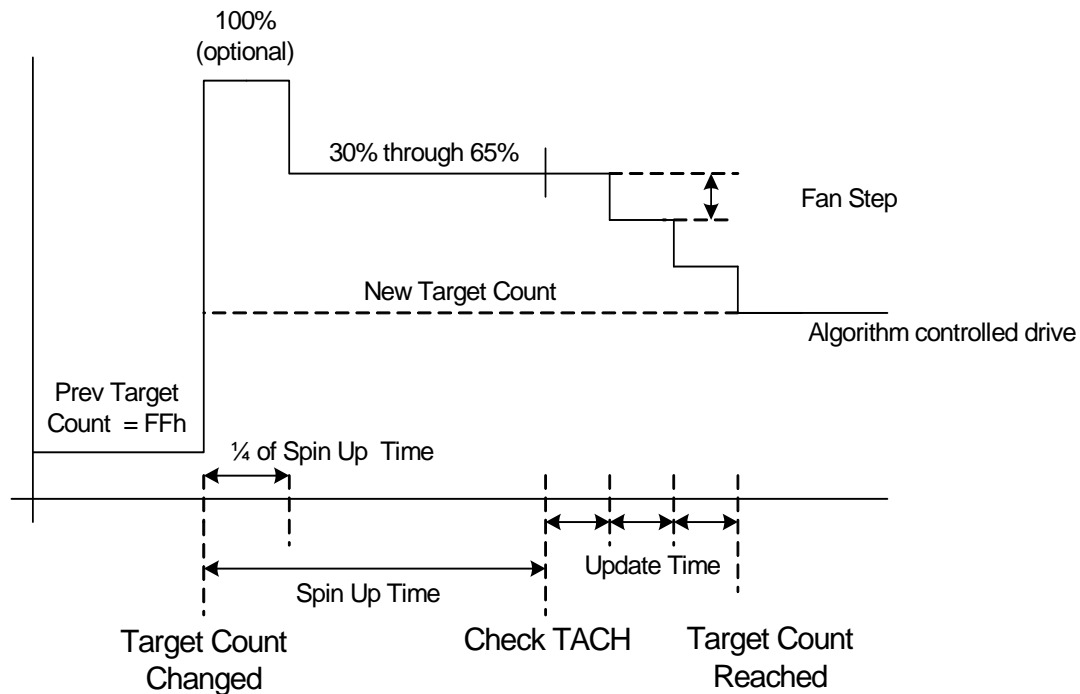 100%
(optional)
30% through 65%
Fan Step
New Target Count
Algorithm controlled drive
Prev Target
Count = FFh
¼ of Spin Up Time
Update Time
Spin Up Time
Target Count
Changed
Check TACH
Target Count
Reached